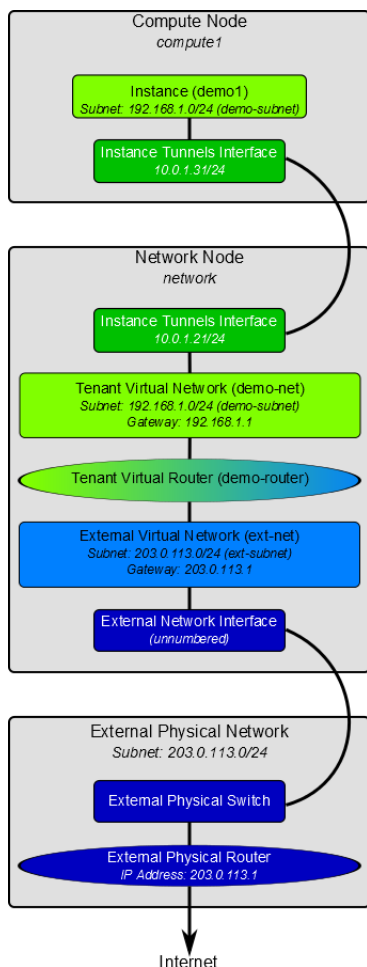 Compute Node
compute1
Instance (demo1)
Subnet: 192.168.1.0/24 (demo-subnet)
Instance Tunnels Interface
10.0.1.31/24
Network Node
network
Instance Tunnels Interface
10.0.1.21/24
Tenant Virtual Network (demo-net)
Subnet: 192.168.1.0/24 (demo-subnet)
Gateway: 192.168.1.1
Tenant Virtual Router (demo-router)
External Virtual Network (ext-net)
Subnet: 203.0.113.0/24 (ext-subnet)
Gateway: 203.0.113.1
External Network Interface
(unnumbered)
External Physical Network
Subnet: 203.0.113.0/24
External Physical Switch
External Physical Router
IP Address: 203.0.113.1
Internet